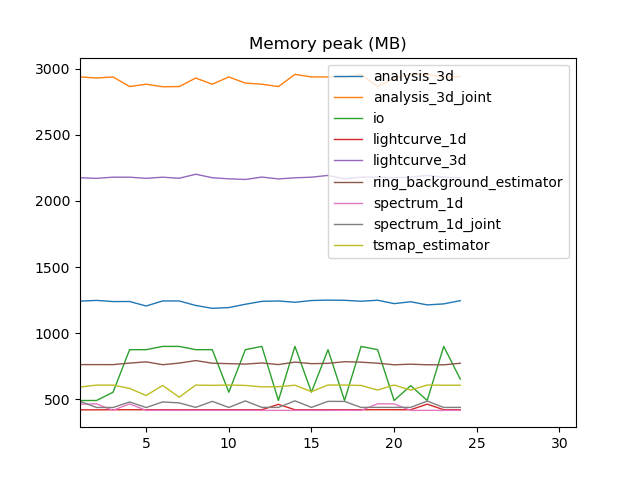 Memory peak (MB)
3000
2500
2000
1500
1000
500
analysis_3d
analysis_3d_joint
io
lightcurve_1d
lightcurve_3d
ring_background_estimator
spectrum_1d
spectrum_1d_joint
tsmap_estimator
5 10 15 20 25 30